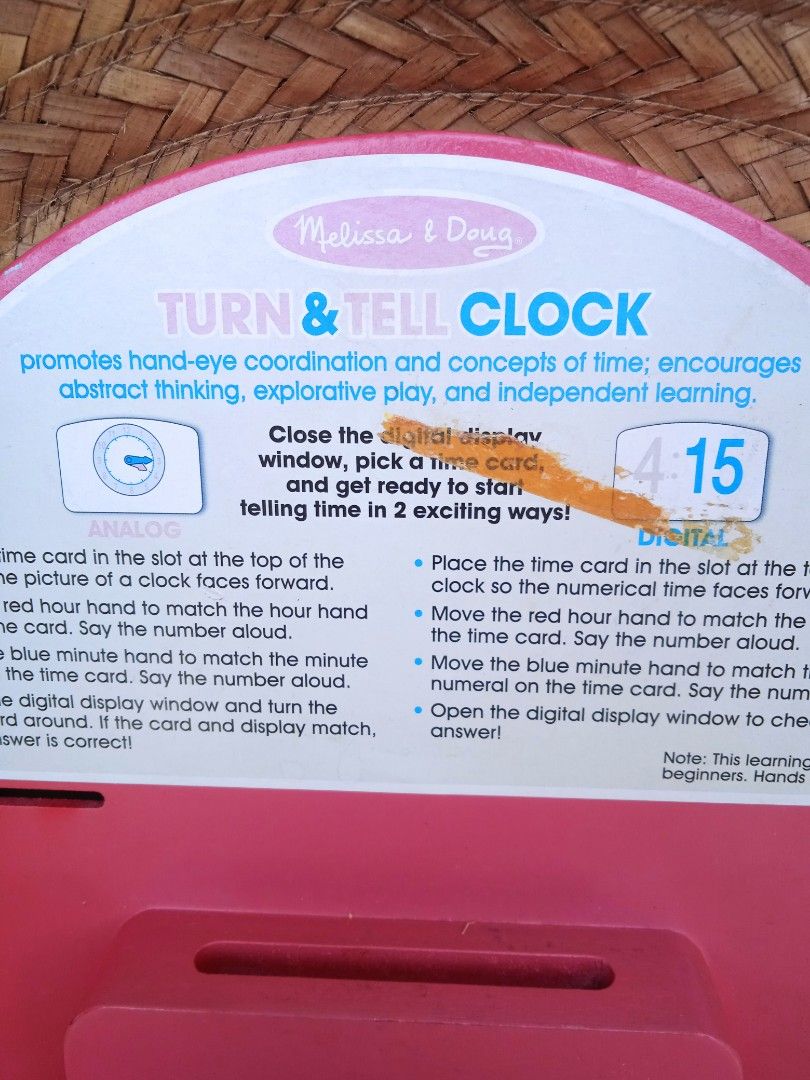 Melissa & Doug®
TURN & TELL CLOCK
promotes hand-eye coordination and concepts of time; encourages
abstract thinking, explorative play, and independent learning.
Close the digital display
window, pick a time card,
and get ready to start
telling time in 2 exciting ways!
ANALOG
time card in the slot at the top of the
picture of a clock faces forward.
red hour hand to match the hour hand
card. Say the number aloud.
blue minute hand to match the minute
the time card. Say the number aloud.
digital display window and turn the
around. If the card and display match,
is correct!
4:15
DIGITAL
• Place the time card in the slot at the
clock so the numerical time faces
• Move the red hour hand to match the
the time card. Say the number aloud.
• Move the blue minute hand to match
numeral on the time card. Say the
• Open the digital display window to
answer!
Note: This learning
beginners. Hands